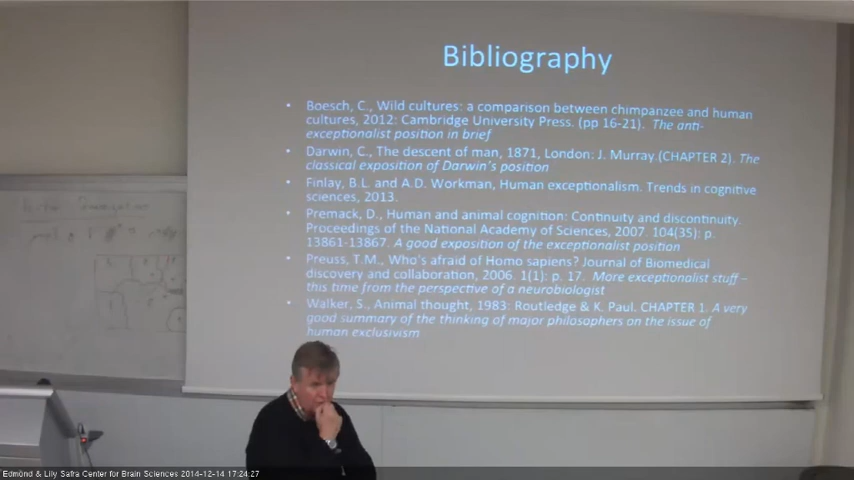 Bibliography
• Boesch, C., Wild cultures: a comparison between chimpanzee and human
cultures, 2012: Cambridge University Press. (pp 16-21). The anti-
exceptionalist position in brief
• Darwin, C., The descent of man, 1871, London: J. Murray.(CHAPTER 2). The
classical exposition of Darwin's position
• Finlay, B.L. and A.D. Workman, Human exceptionalism. Trends in cognitive
sciences, 2013.
• Premack, D., Human and animal cognition: Continuity and discontinuity.
Proceedings of the National Academy of Sciences, 2007. 104(35): p.
13861-13867. A good exposition of the exceptionalist position
• Preuss, T.M., Who's afraid of Homo sapiens? Journal of Biomedical
discovery and collaboration, 2006. 1(1): p. 17. More exceptionalist stuff –
this time from the perspective of a neurobiologist
• Walker, S., Animal thought, 1983: Routledge & K. Paul. CHAPTER 1. A very
good summary of the thinking of major philosophers on the issue of
human exclusivism
Edmond & Lily Safra Center for Brain Sciences 2014-12-14 17:24:27